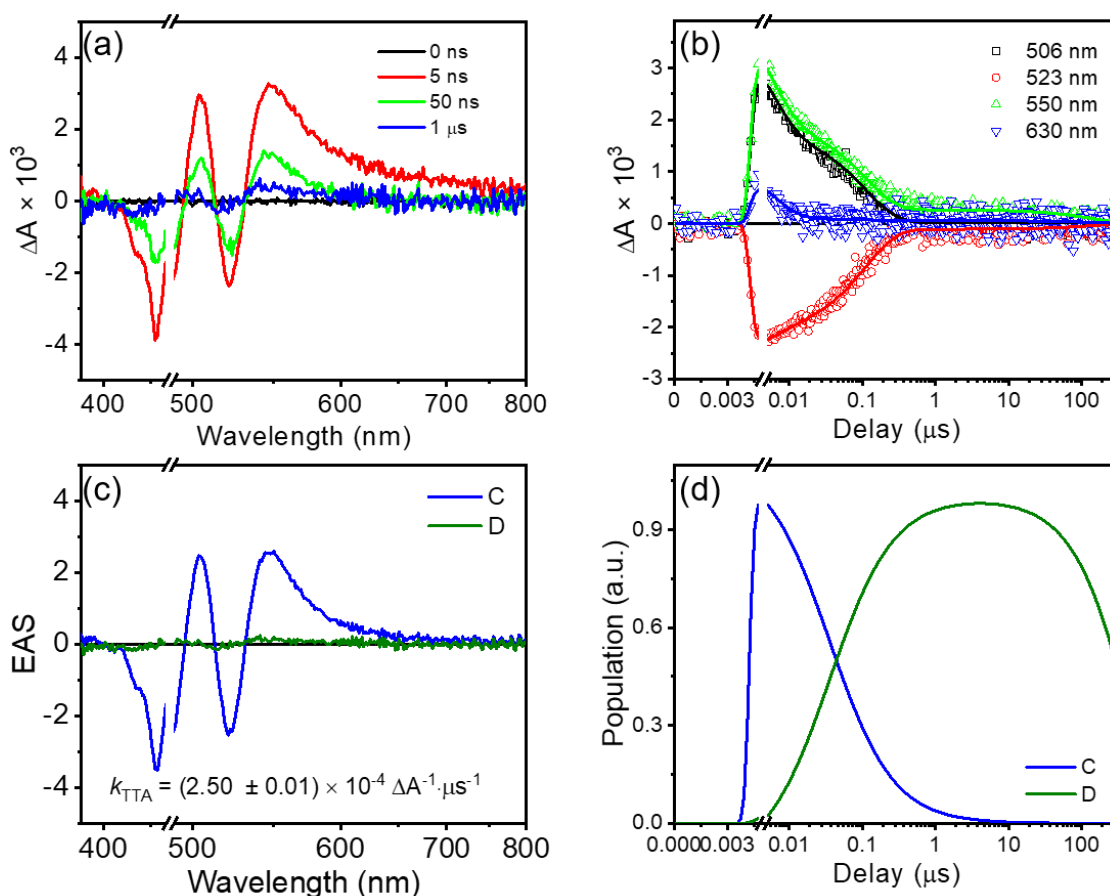 (a)
0 ns
5 ns
50 ns
1 μs
4
2
0
-2
-4
ΔA × 10³
400
500
600
700
800
Wavelength (nm)
(b)
506 nm
523 nm
550 nm
630 nm
3
2
1
0
-1
-2
-3
ΔA × 10³
0
0.003
0.01
0.1
1
10
100
Delay (μs)
(c)
C
D
4
2
0
-2
-4
EAS
kTTA = (2.50 ± 0.01) × 10⁻⁴ ΔA⁻¹·μs⁻¹
400
500
600
700
800
Wavelength (nm)
(d)
0.9
0.6
0.3
0.0
Population (a.u.)
C
D
0.000
0.003
0.01
0.1
1
10
100
Delay (μs)